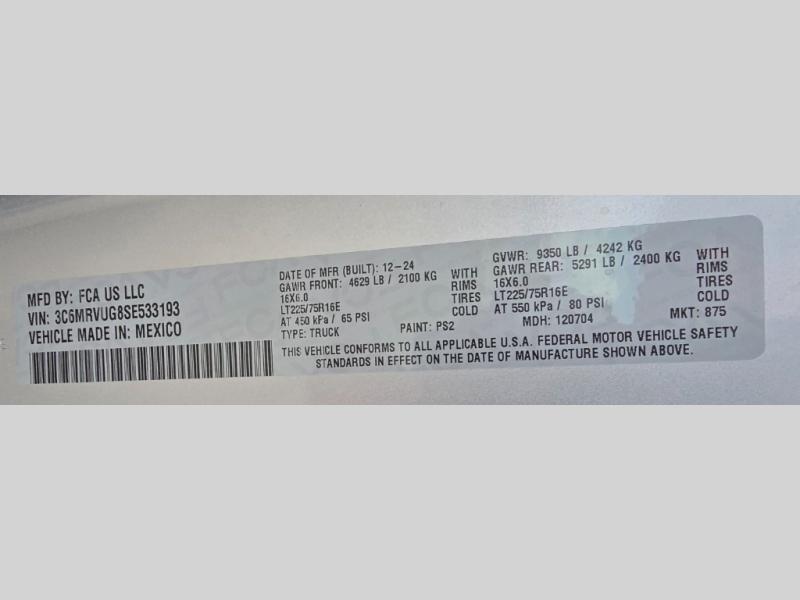 MFD BY: FCA US LLC
VIN: 3C6MRVUG8SE533193
VEHICLE MADE IN: MEXICO
DATE OF MFR (BUILT): 12-24
GAWR FRONT: 4629 LB / 2100 KG WITH
16X6.0 RIMS
LT225/75R16E TIRES
AT 450 kPa / 65 PSI COLD
TYPE: TRUCK PAINT: PS2
GVWR: 9350 LB / 4242 KG
GAWR REAR: 5291 LB / 2400 KG WITH
16X6.0 RIMS
LT225/75R16E TIRES
AT 550 kPa / 80 PSI COLD
MDH: 120704 MKT: 875
THIS VEHICLE CONFORMS TO ALL APPLICABLE U.S.A. FEDERAL MOTOR VEHICLE SAFETY
STANDARDS IN EFFECT ON THE DATE OF MANUFACTURE SHOWN ABOVE.